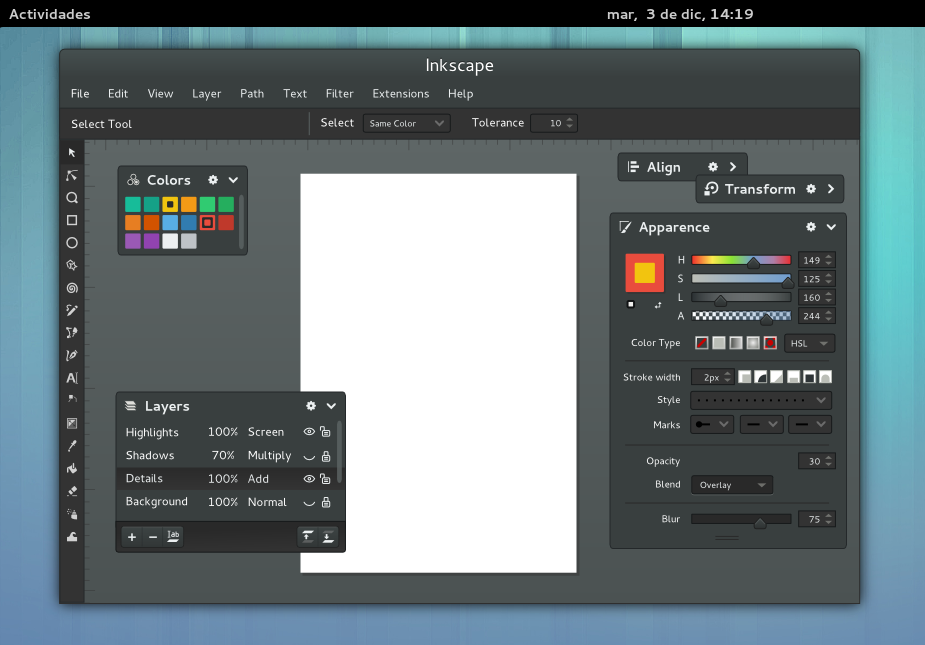 Actividades mar, 3 de dic, 14:19
Inkscape
File Edit View Layer Path Text Filter Extensions Help
Select Tool Select Same Color Tolerance 10
Align
Transform
Colors
Apparence
H 149
S 125
L 160
A 244
Color Type HSL
Stroke width 2px
Style
Marks
Opacity 30
Blend Overlay
Blur 75
A
Layers
Highlights 100% Screen
Shadows 70% Multiply
Details 100% Add
Background 100% Normal
+ − ab